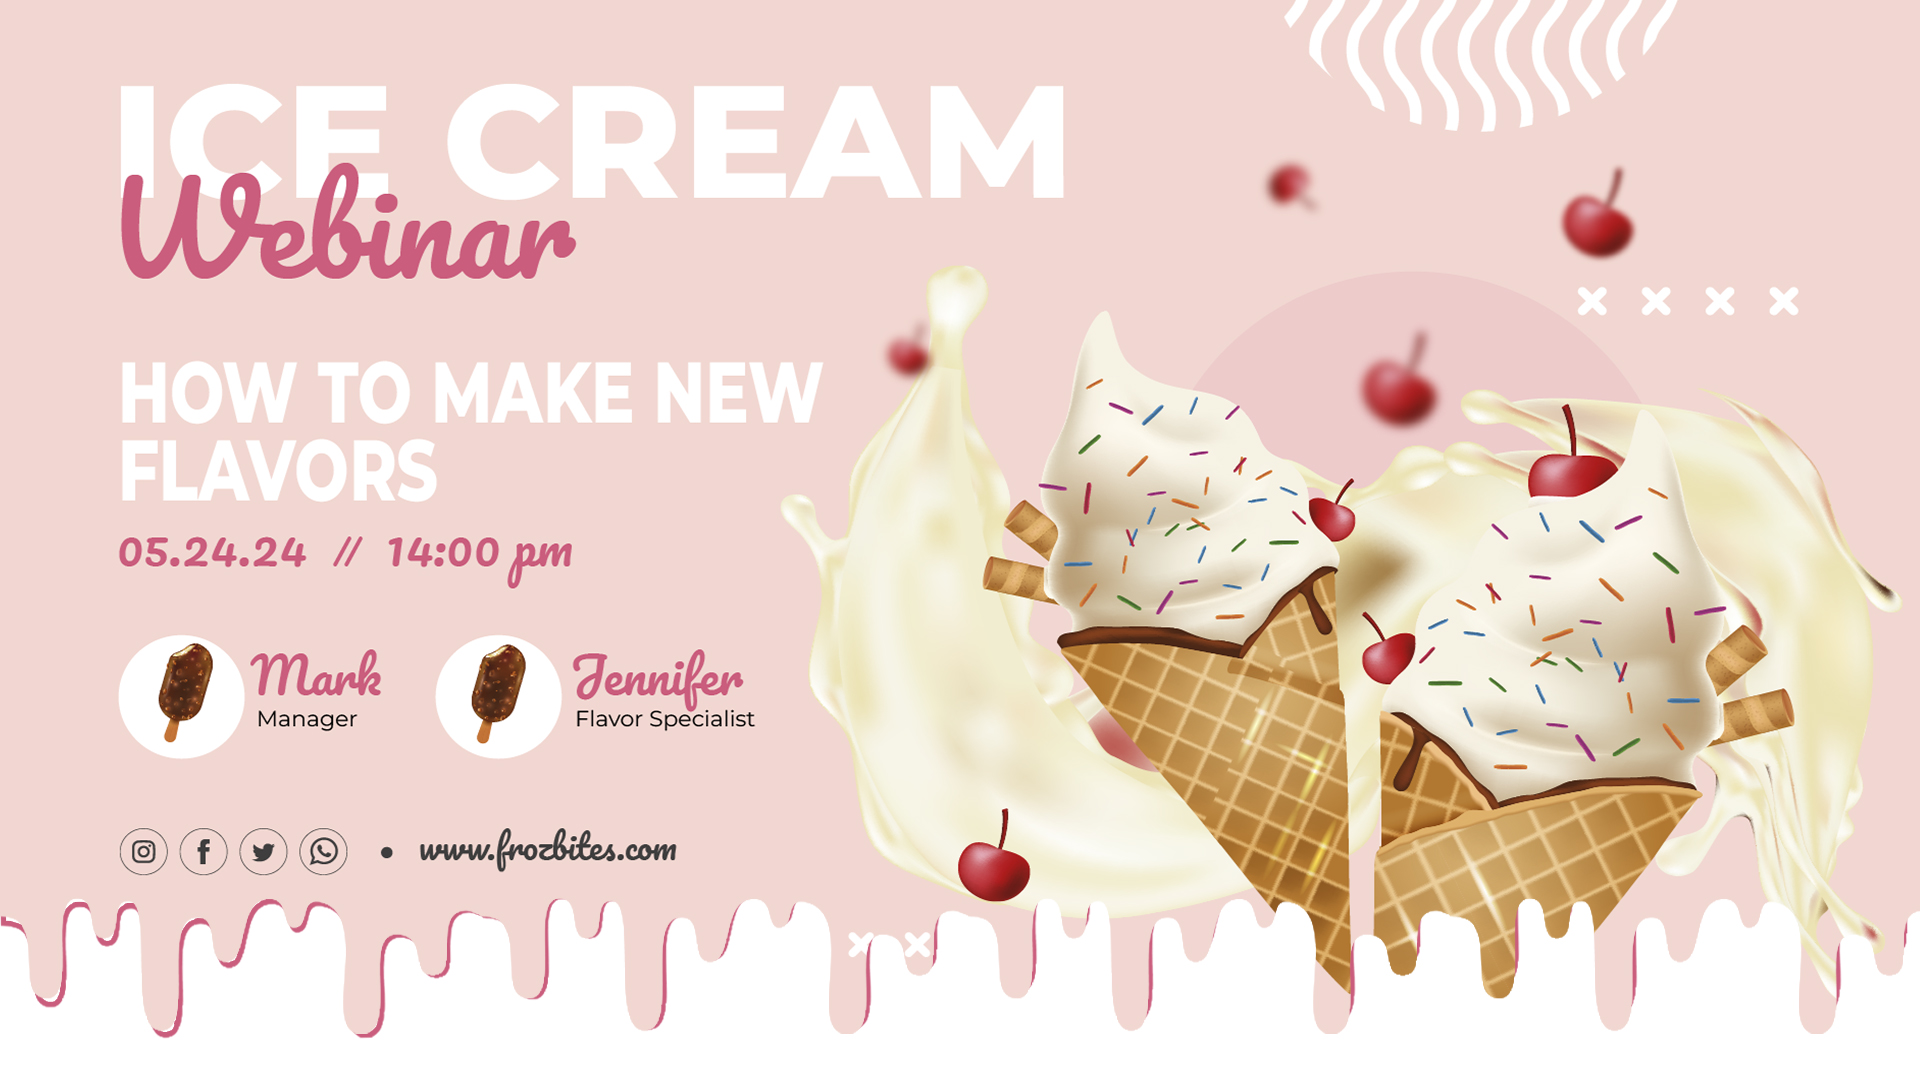 ICE CREAM
Webinar
HOW TO MAKE NEW
FLAVORS
05.24.24 // 14:00 pm
Mark
Manager
Jennifer
Flavor Specialist
www.frozbites.com